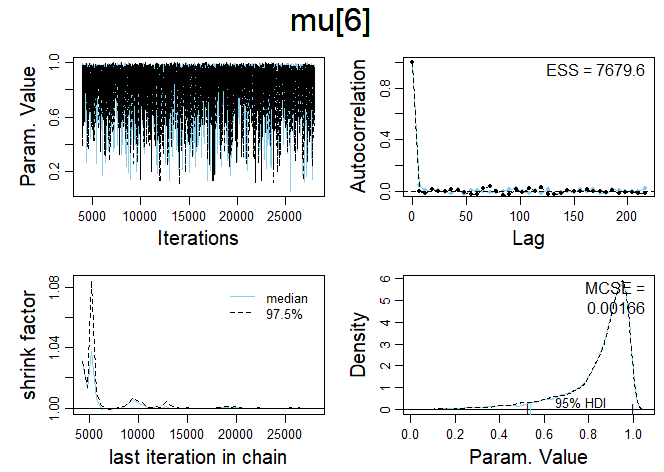 mu[6]
Param. Value
0.2 0.6 1.0
5000 10000 15000 20000 25000
Iterations
Autocorrelation
0.0 0.4 0.8
ESS = 7679.6
0 50 100 150 200
Lag
shrink factor
1.00 1.04 1.08
median
97.5%
5000 10000 15000 20000 25000
last iteration in chain
Density
0 1 2 3 4 5 6
MCSE =
0.00166
95% HDI
0.0 0.2 0.4 0.6 0.8 1.0
Param. Value